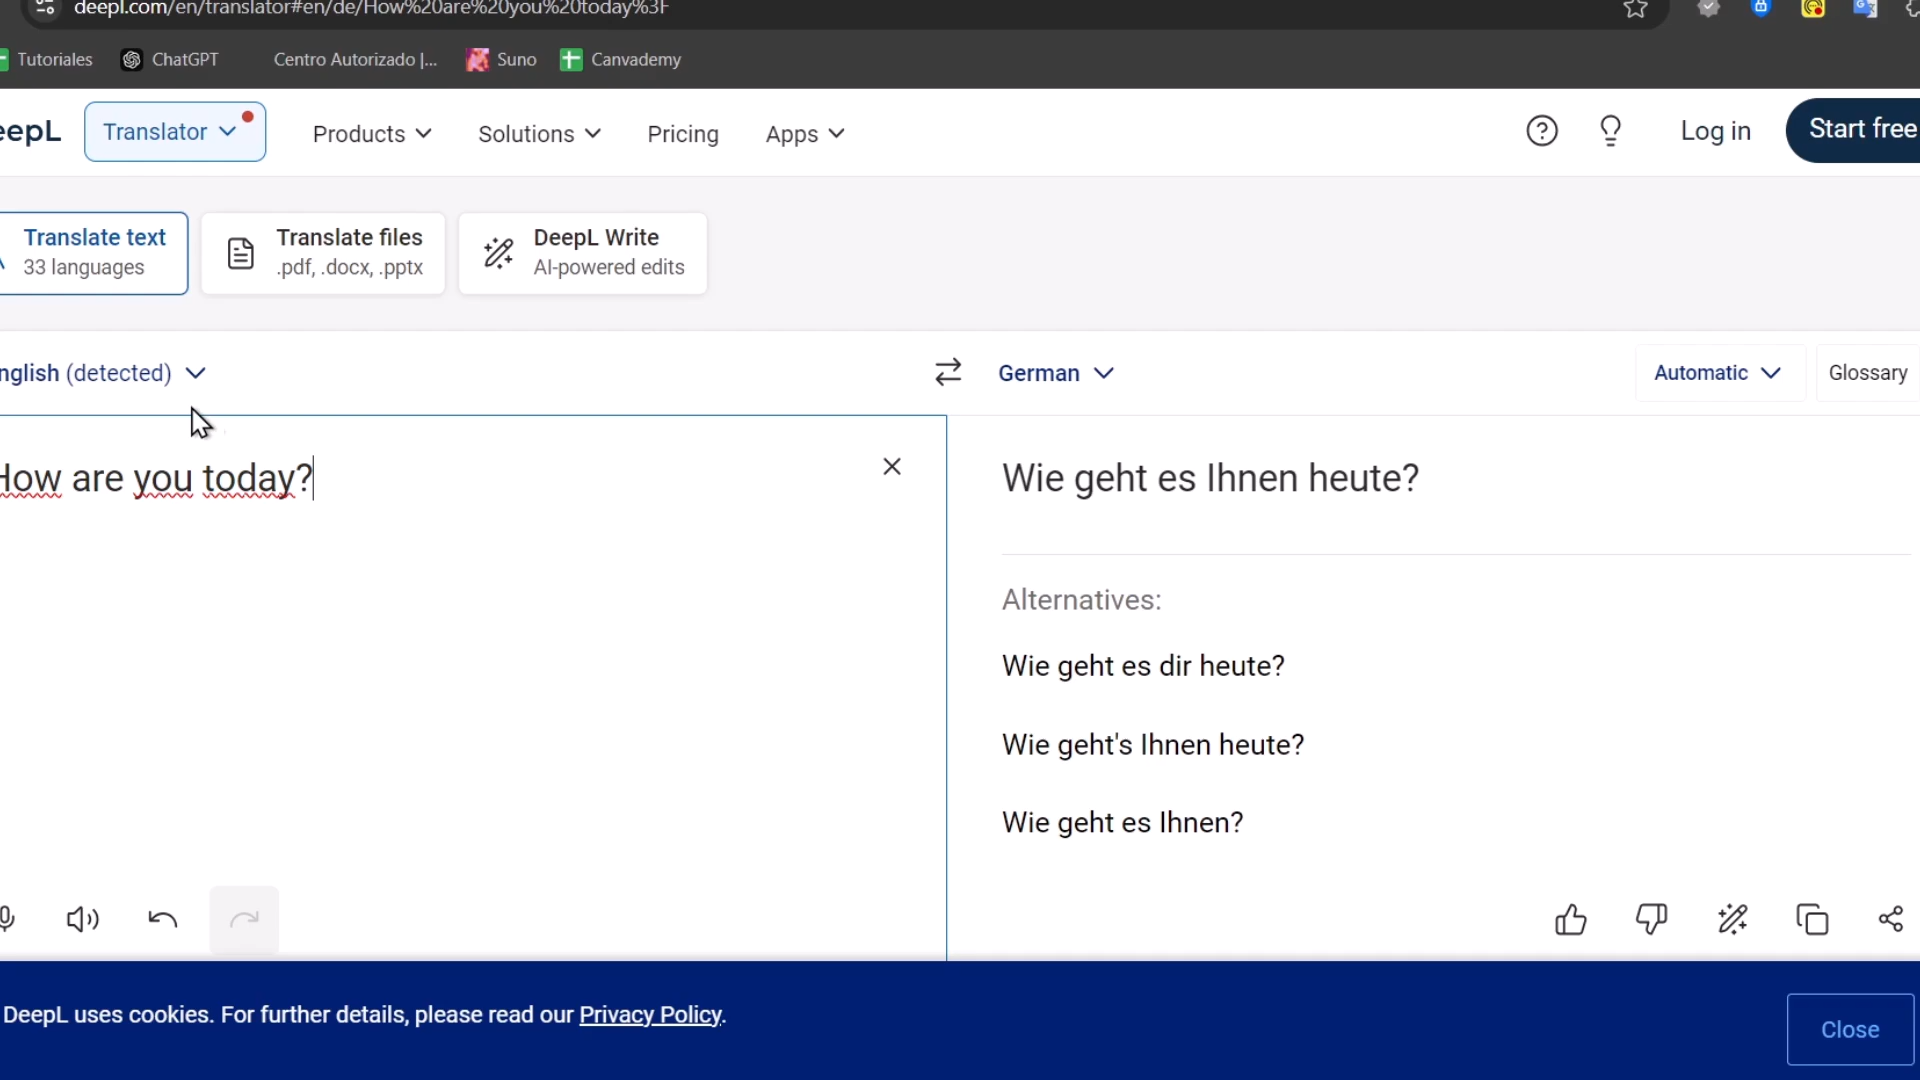 deepl.com/en/translator#en/de/How%20are%20you%20today%3F
Tutoriales ChatGPT Centro Autorizado |... Suno Canvademy
eepL Translator Products Solutions Pricing Apps Log in Start free
Translate text
33 languages
Translate files
.pdf, .docx, .pptx
DeepL Write
AI-powered edits
nglish (detected) German Automatic Glossary
How are you today?
Wie geht es Ihnen heute?
Alternatives:
Wie geht es dir heute?
Wie geht's Ihnen heute?
Wie geht es Ihnen?
DeepL uses cookies. For further details, please read our Privacy Policy.
Close